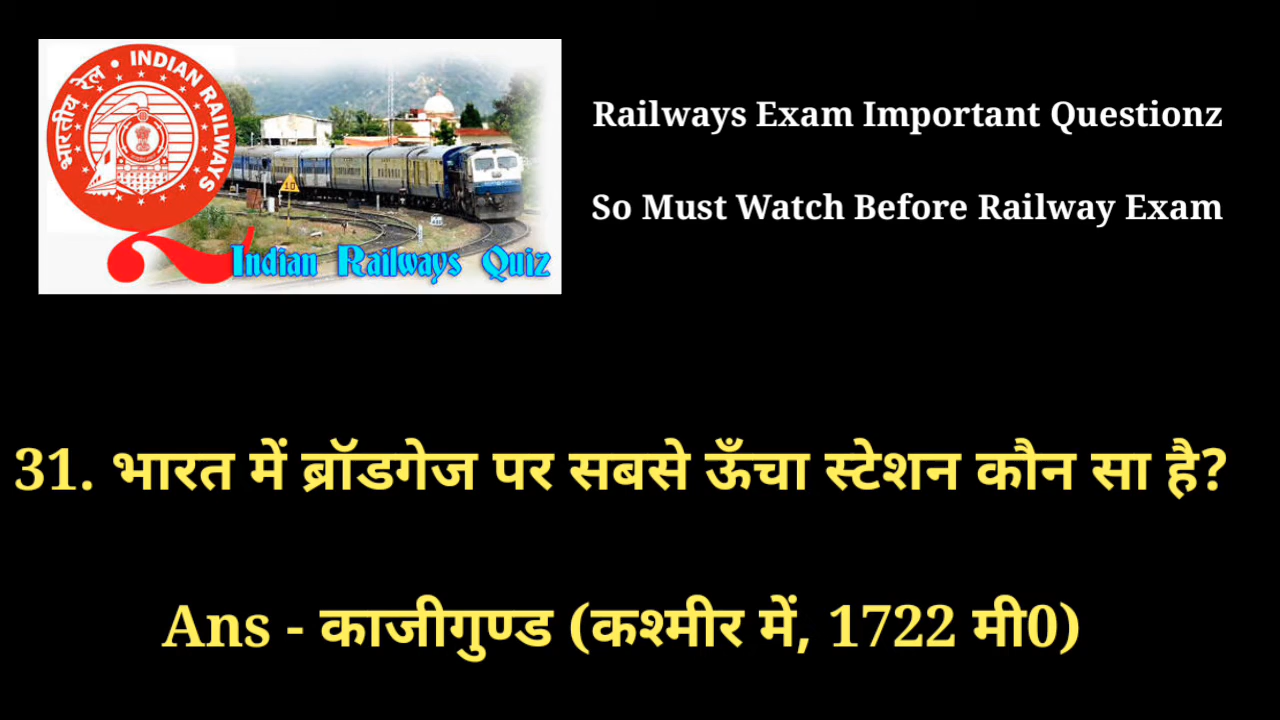 भारतीय रेल • INDIAN RAILWAYS
Indian Railways Quiz
Railways Exam Important Questionz
So Must Watch Before Railway Exam
31. भारत में ब्रॉडगेज पर सबसे ऊँचा स्टेशन कौन सा है?
Ans - काजीगुण्ड (कश्मीर में, 1722 मी0)